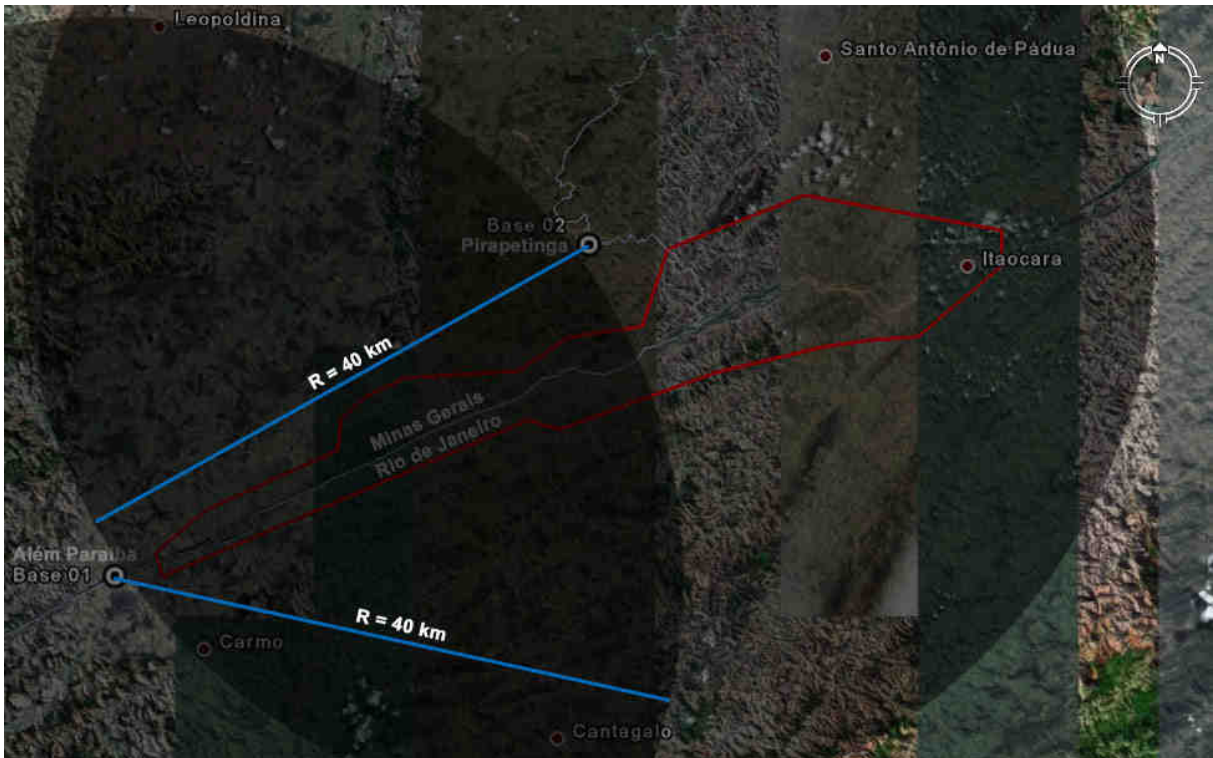 Leopoldina
Santo Antônio de Pádua
N
Base 02
Pirapetinga
Itaocara
R = 40 km
Minas Gerais
Rio de Janeiro
Além Paraíba
Base 01
R = 40 km
Carmo
Cantagalo